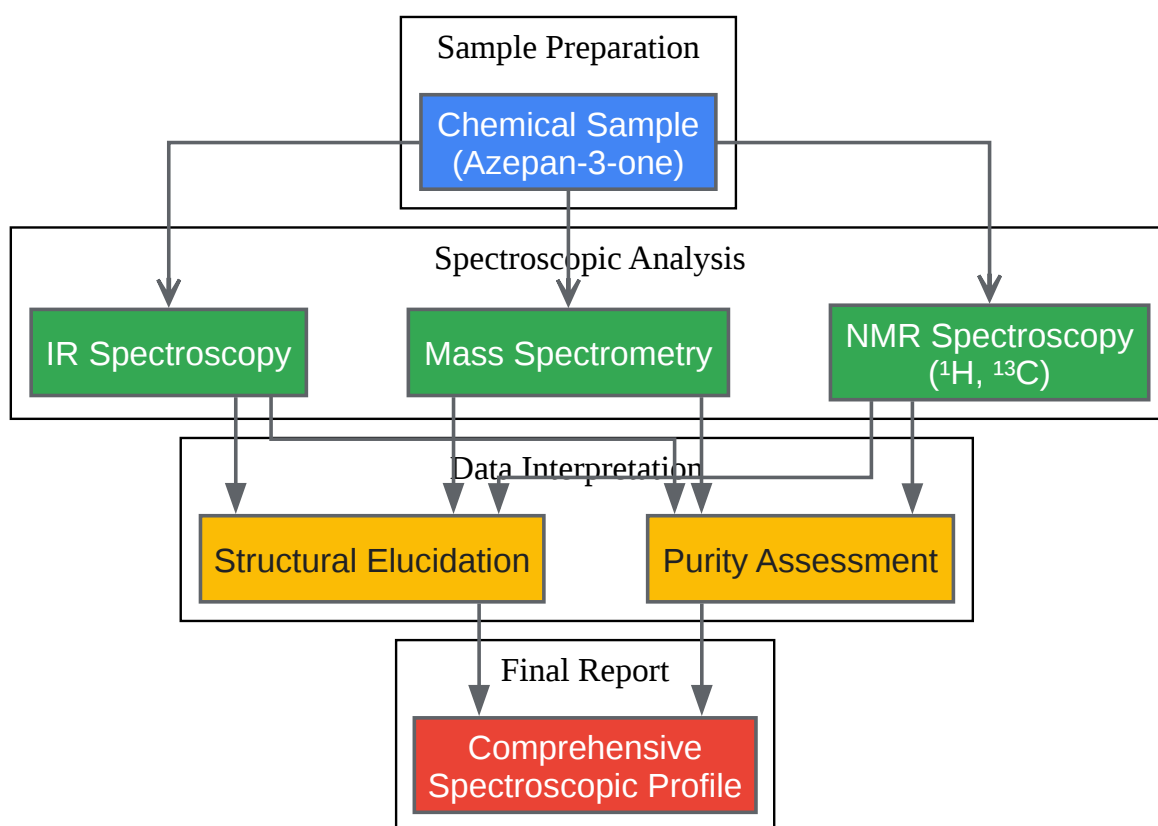 Sample Preparation
Chemical Sample
(Azepan-3-one)
Spectroscopic Analysis
IR Spectroscopy
Mass Spectrometry
NMR Spectroscopy
(¹H, ¹³C)
Data Interpretation
Structural Elucidation
Purity Assessment
Final Report
Comprehensive
Spectroscopic Profile